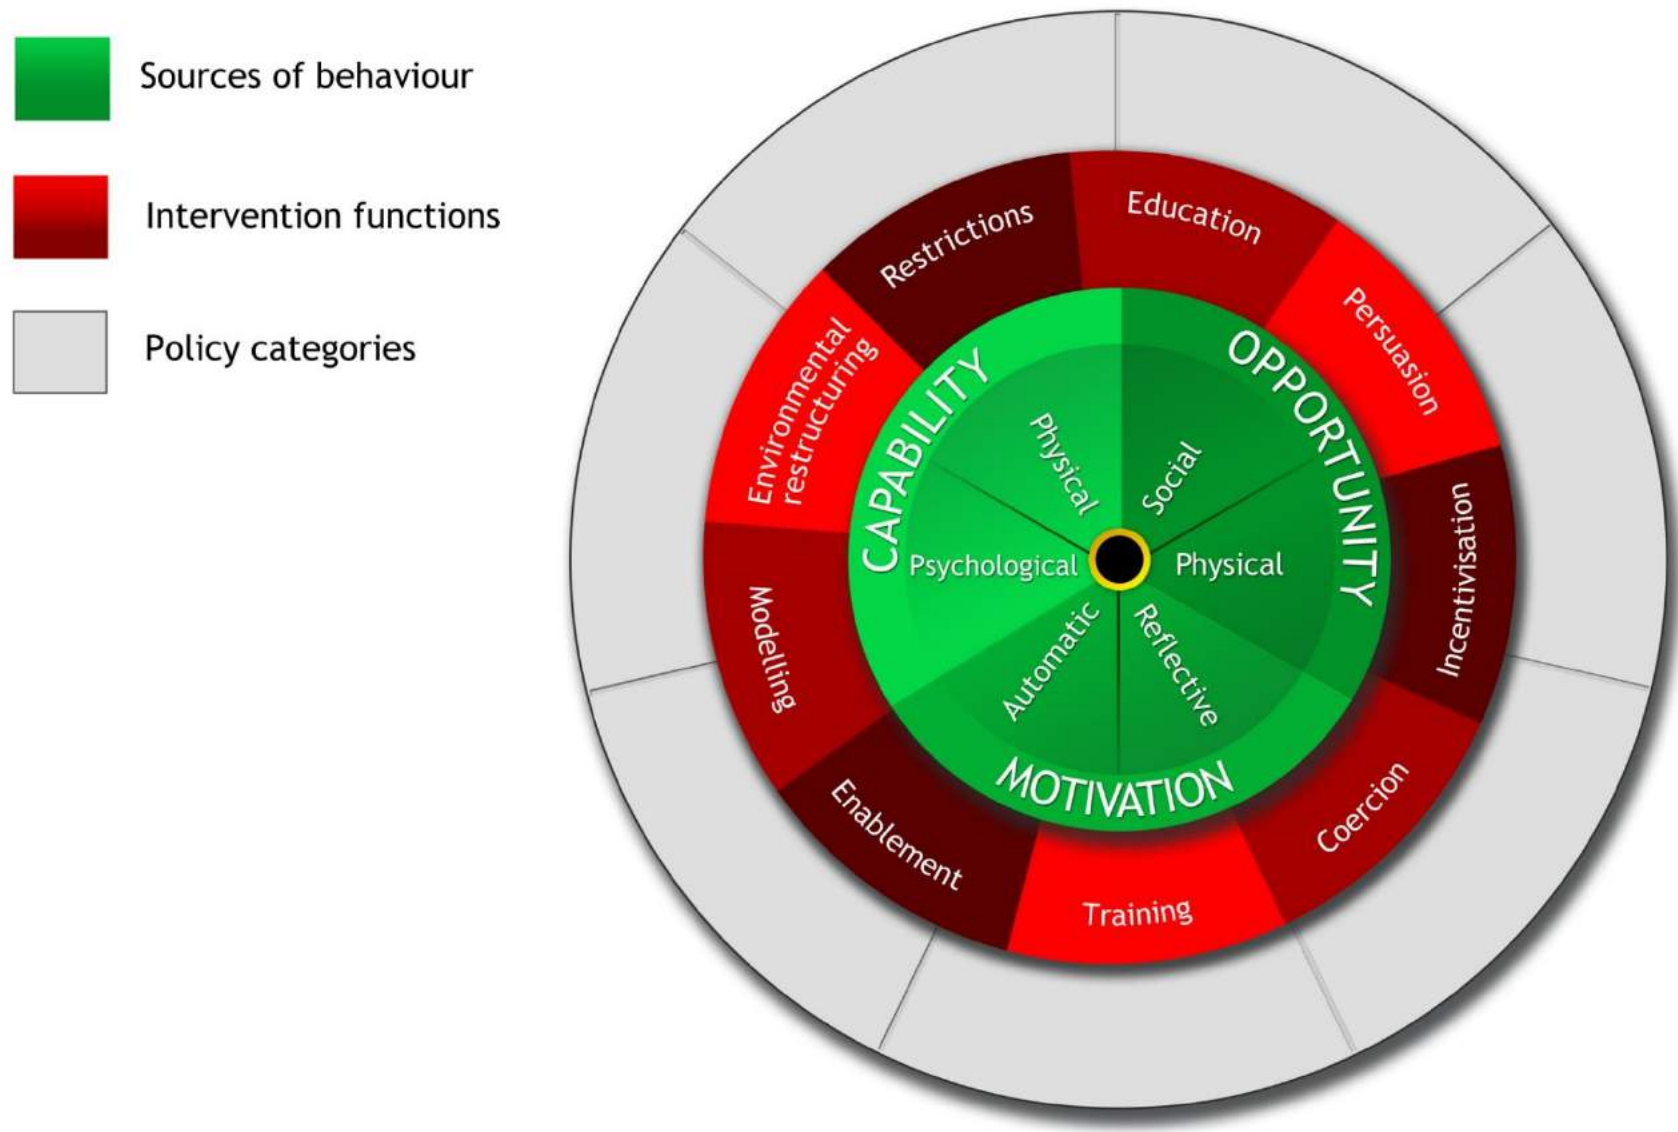 Sources of behaviour
Intervention functions
Policy categories
Restrictions
Education
Persuasion
Incentivisation
Coercion
Training
Enablement
Modelling
Environmental
restructuring
CAPABILITY
OPPORTUNITY
MOTIVATION
Physical
Social
Psychological
Physical
Automatic
Reflective